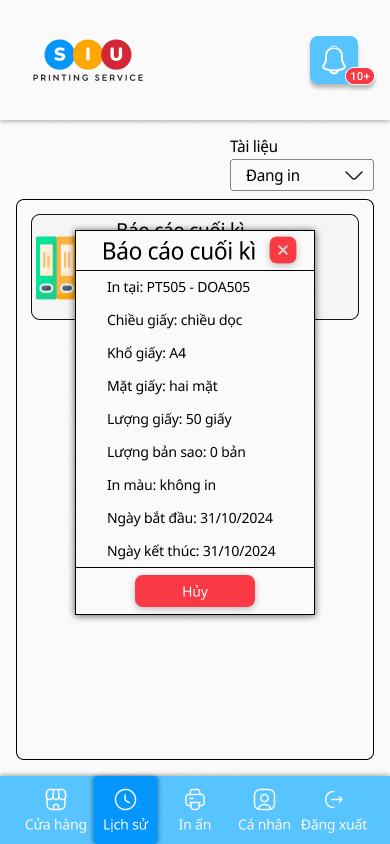 SIU
PRINTING SERVICE
10+
Tài liệu
Đang in
Báo cáo cuối kì
Báo cáo cuối kì
In tại: PT505 - DOA505
Chiều giấy: chiều dọc
Khổ giấy: A4
Mặt giấy: hai mặt
Lượng giấy: 50 giấy
Lượng bản sao: 0 bản
In màu: không in
Ngày bắt đầu: 31/10/2024
Ngày kết thúc: 31/10/2024
Hủy
Cửa hàng
Lịch sử
In ấn
Cá nhân
Đăng xuất